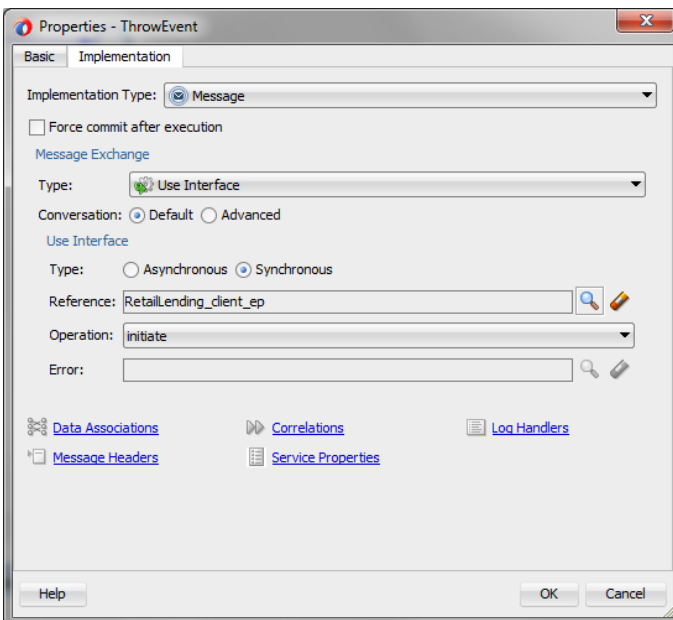 Properties - ThrowEvent
Basic Implementation
Implementation Type: Message
Force commit after execution
Message Exchange
Type: Use Interface
Conversation: Default Advanced
Use Interface
Type: Asynchronous Synchronous
Reference: RetailLending_client_ep
Operation: initiate
Error:
Data Associations Correlations Log Handlers
Message Headers Service Properties
Help OK Cancel